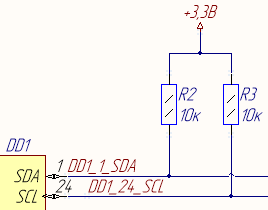 +3,3В
R2
10к
R3
10к
DD1
1 DD1_1_SDA
SDA
24 DD1_24_SCL
SCL